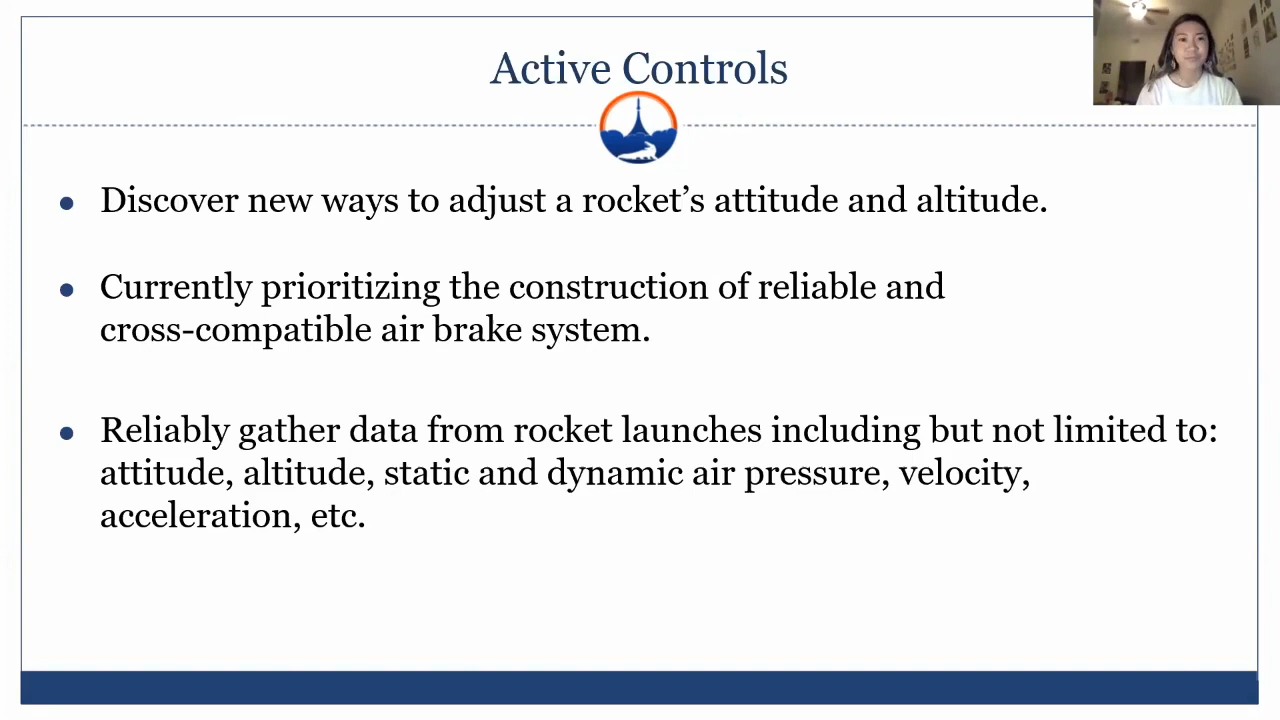 Active Controls
• Discover new ways to adjust a rocket’s attitude and altitude.
• Currently prioritizing the construction of reliable and
cross-compatible air brake system.
• Reliably gather data from rocket launches including but not limited to:
attitude, altitude, static and dynamic air pressure, velocity,
acceleration, etc.